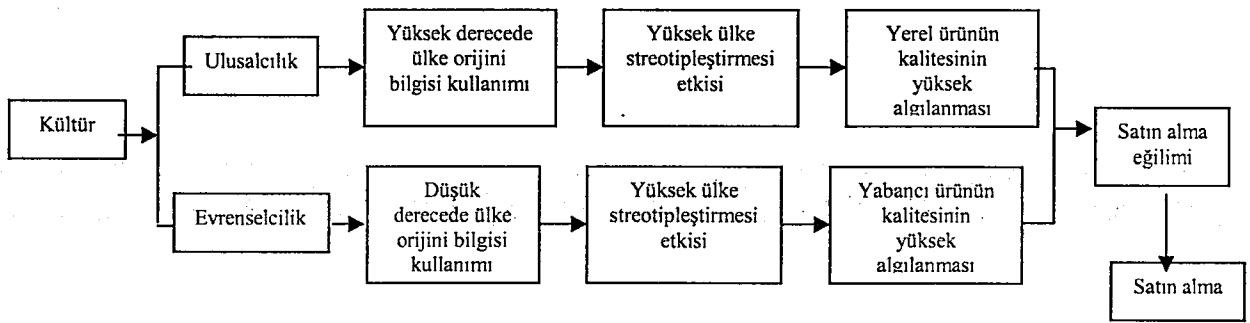 Kültür
Ulusalcılık
Yüksek derecede
ülke orijini
bilgisi kullanımı
Yüksek ülke
streotipleştirmesi
etkisi
Yerel ürünün
kalitesinin
yüksek
algılanması
Evrenselcilik
Düşük
derecede ülke
orijini bilgisi
kullanımı
Yüksek ülke
streotipleştirmesi
etkisi
Yabancı ürünün
kalitesinin
yüksek
algılanması
Satın alma
eğilimi
Satın alma